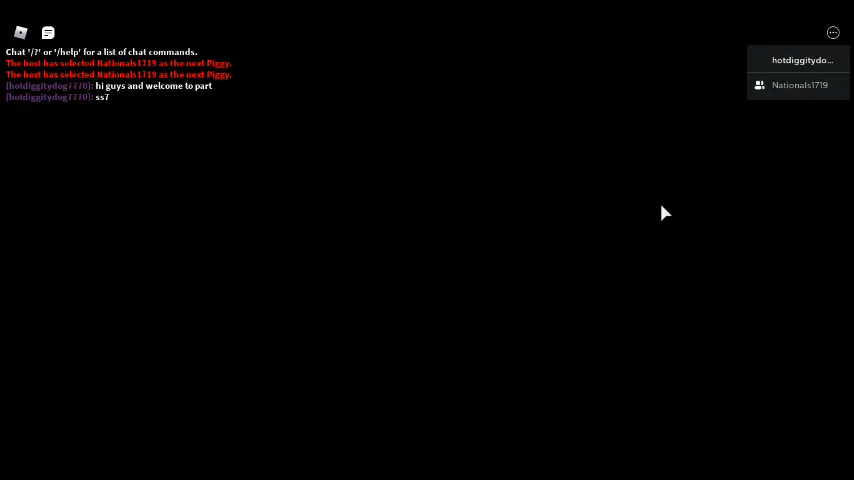 Chat '/?' or '/help' for a list of chat commands.
The host has selected Nationals1719 as the next Piggy.
The host has selected Nationals1719 as the next Piggy.
[hotdiggitydog7770]: hi guys and welcome to part
[hotdiggitydog7770]: ss7
hotdiggitydo...
Nationals1719